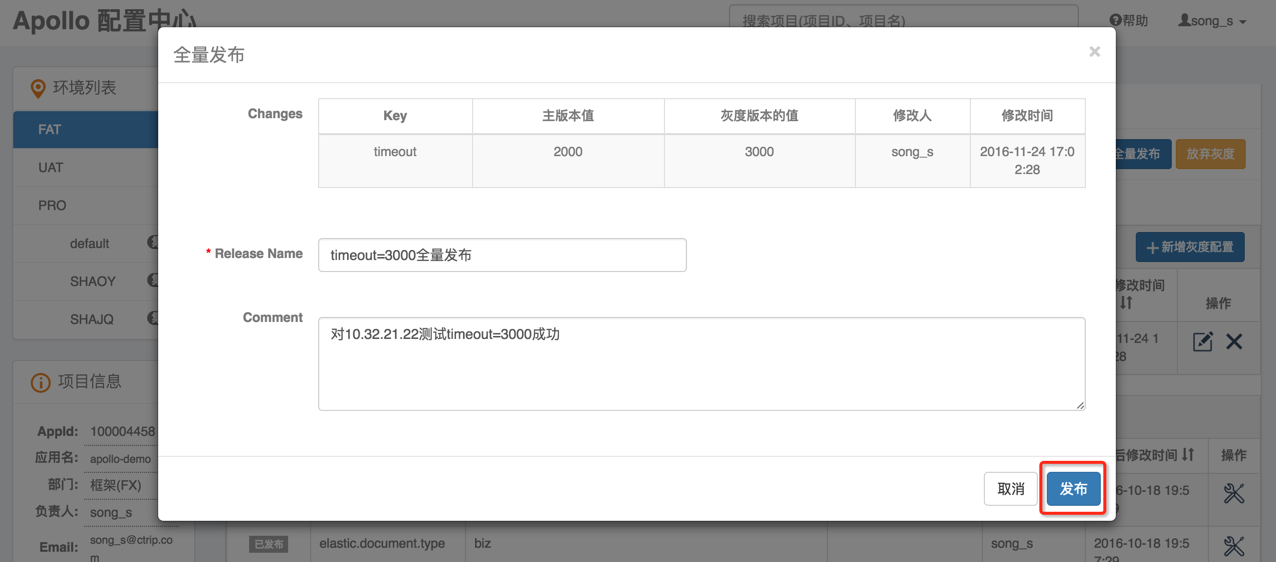 Apollo 配置中心
搜索项目(项目ID、项目名)
帮助
song_s
全量发布
×
环境列表
FAT
UAT
PRO
default
SHAOY
SHAJQ
Changes
Key
主版本值
灰度版本的值
修改人
修改时间
timeout
2000
3000
song_s
2016-11-24 17:0
2:28
* Release Name
timeout=3000全量发布
Comment
对10.32.21.22测试timeout=3000成功
取消
发布
全量发布
放弃灰度
新增灰度配置
修改时间
操作
11-24 1
28
项目信息
AppId:
100004458
应用名:
apollo-demo
部门:
框架(FX)
负责人:
song_s
Email:
song_s@ctrip.co
m
后修改时间
操作
6-10-18 19:5
9
已发布
elastic.document.type
biz
song_s
2016-10-18 19:5
7:29